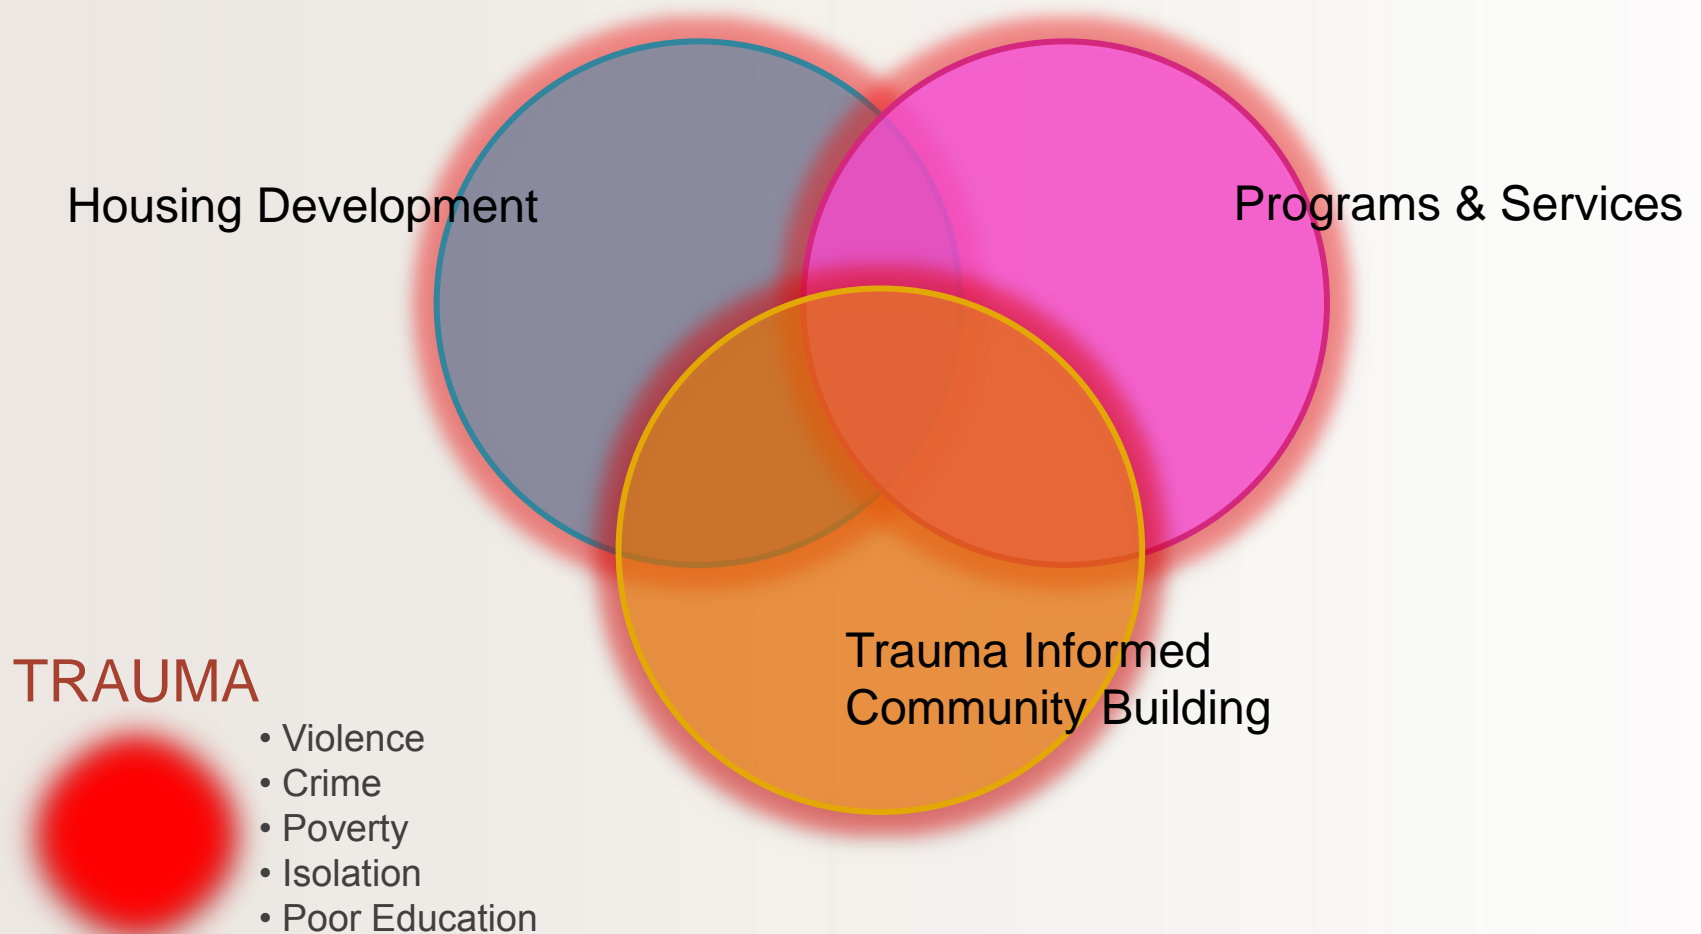 Housing Development
Programs & Services
Trauma Informed
Community Building
TRAUMA
• Violence
• Crime
• Poverty
• Isolation
• Poor Education